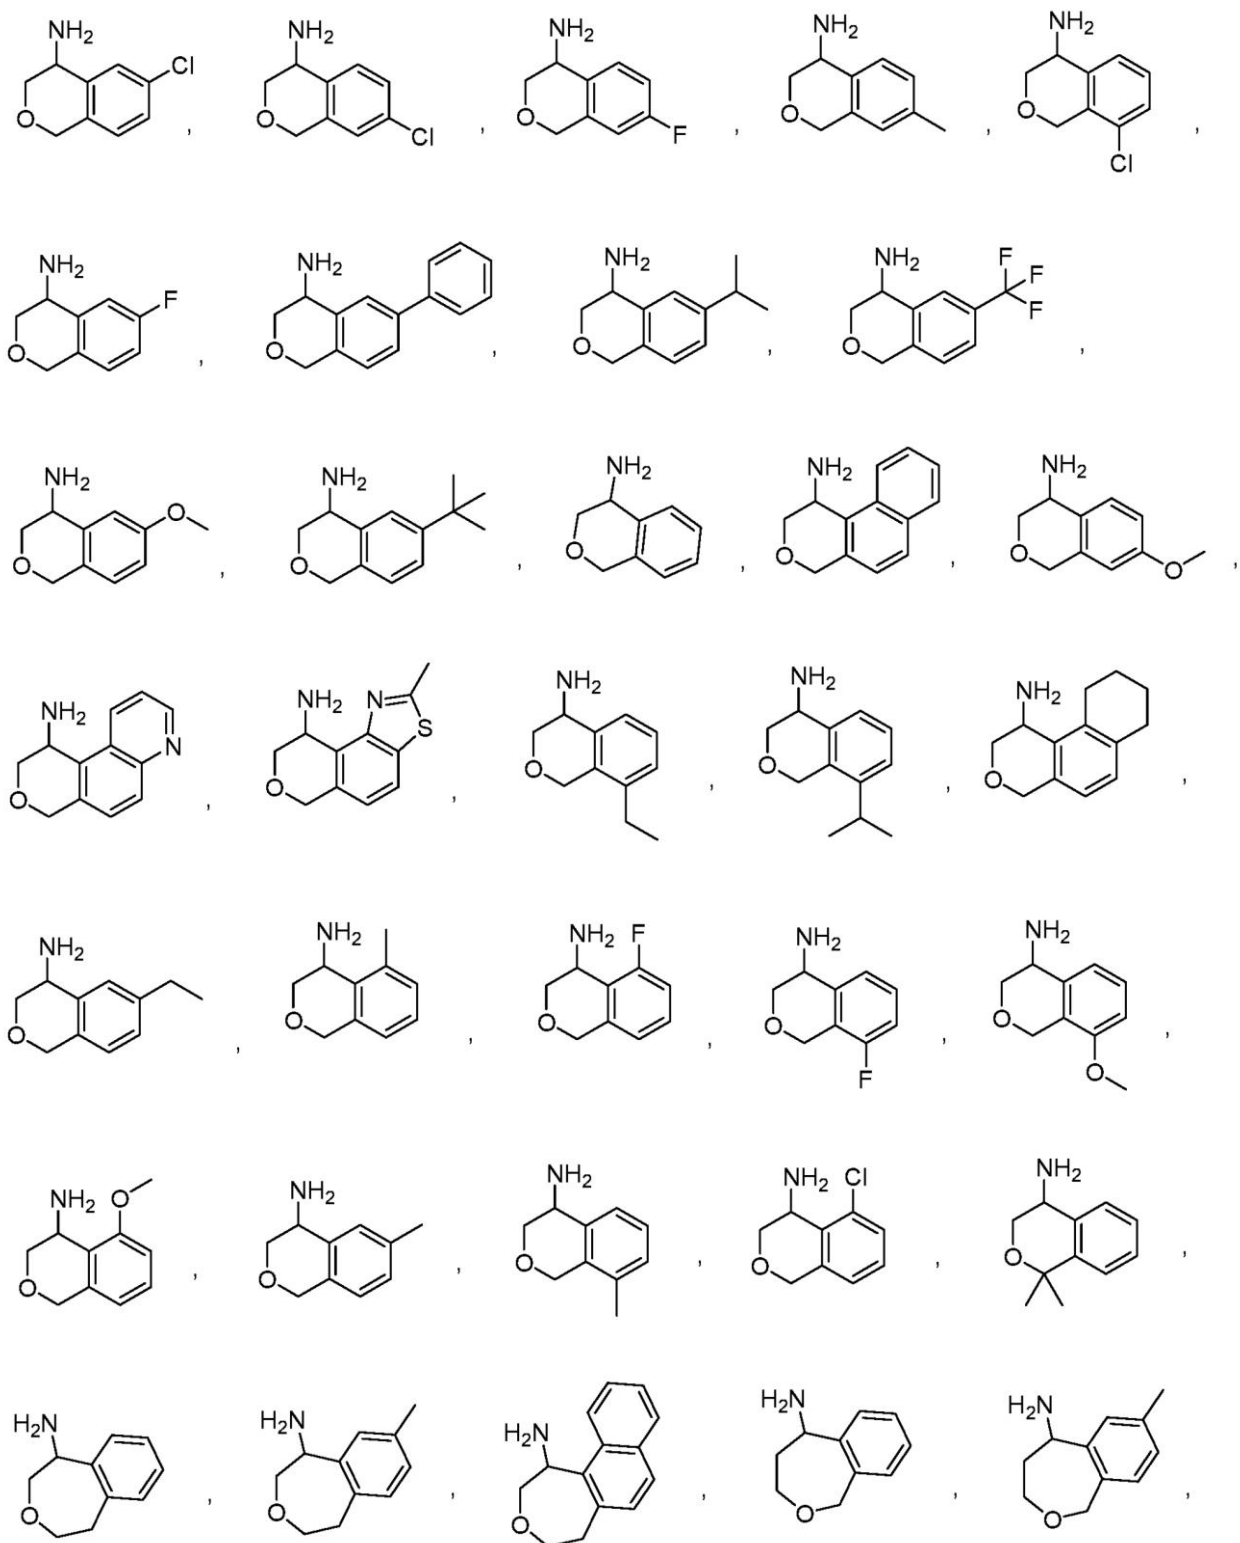 NH2 NH2 NH2 NH2 NH2
Cl
O , O Cl , O F , O , O Cl ,
NH2 NH2 NH2 NH2 F
F F
F
O , O , O , O ,
NH2 NH2 NH2 NH2 NH2
O
O , O , O , O , O O ,
NH2 NH2 N NH2 NH2 NH2
N S
O , O , O , O , O ,
NH2 NH2 NH2 F NH2 NH2
O , O , O , O , O ,
F O
NH2 O NH2 NH2 NH2 Cl NH2
O , O , O , O , O ,
H2N H2N H2N H2N H2N
O , O , O , O , O ,